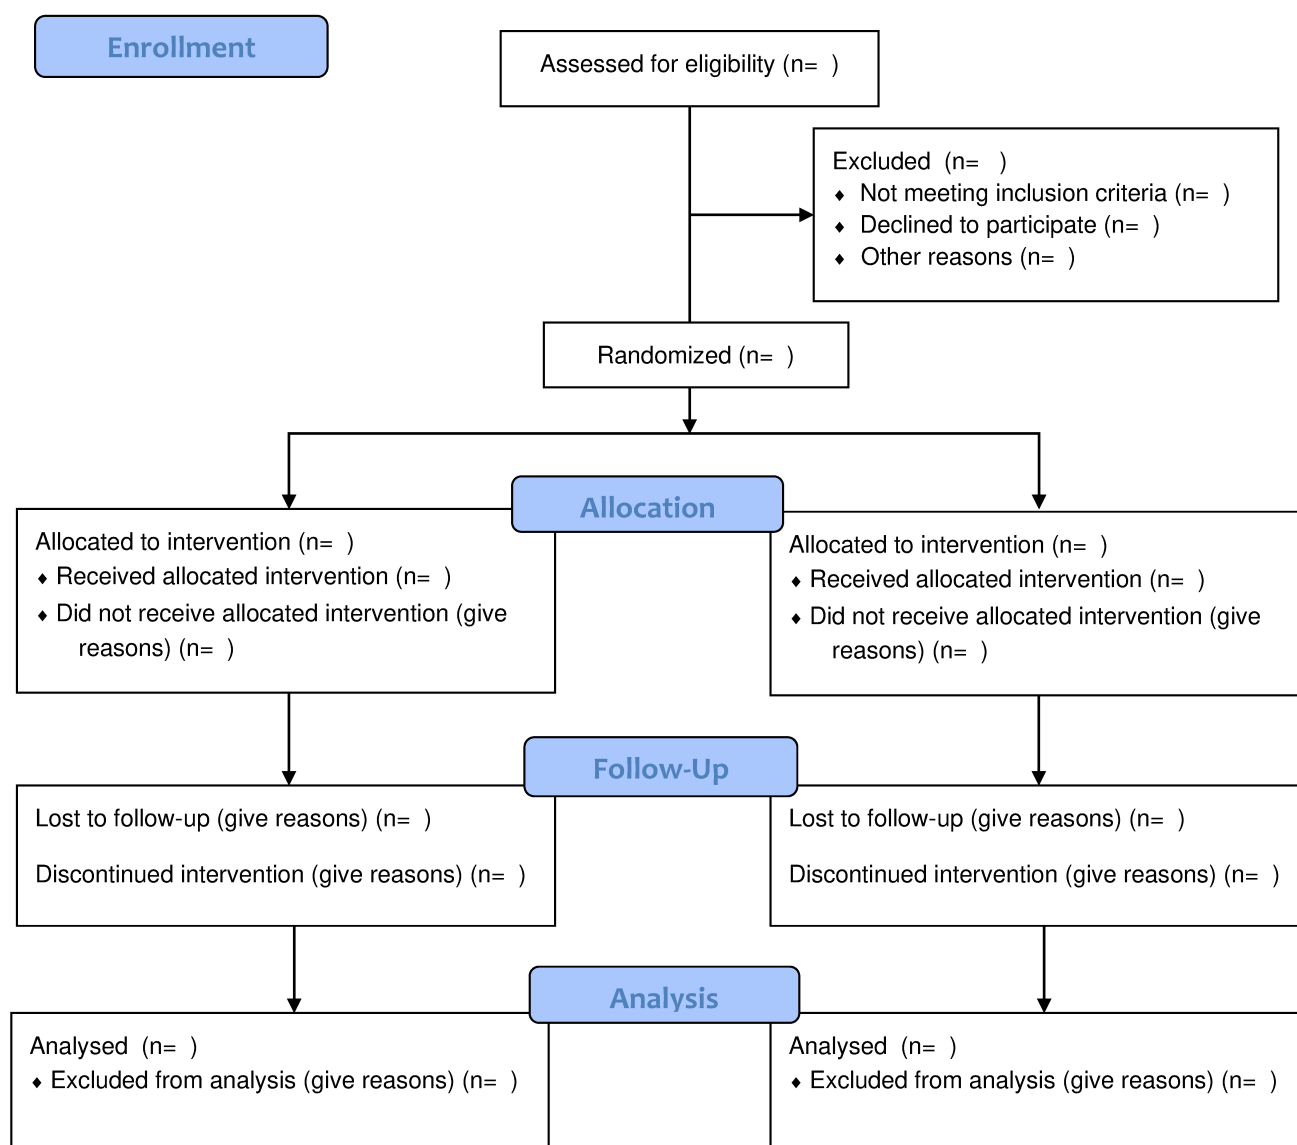 Enrollment
Assessed for eligibility (n=  )
Excluded  (n=   )
♦ Not meeting inclusion criteria (n=  )
♦ Declined to participate (n=  )
♦ Other reasons (n=  )
Randomized (n=  )
Allocation
Allocated to intervention (n=  )
♦ Received allocated intervention (n=  )
♦ Did not receive allocated intervention (give
reasons) (n=  )
Allocated to intervention (n=  )
♦ Received allocated intervention (n=  )
♦ Did not receive allocated intervention (give
reasons) (n=  )
Follow-Up
Lost to follow-up (give reasons) (n=  )
Discontinued intervention (give reasons) (n=  )
Lost to follow-up (give reasons) (n=  )
Discontinued intervention (give reasons) (n=  )
Analysis
Analysed  (n=  )
♦ Excluded from analysis (give reasons) (n=  )
Analysed  (n=  )
♦ Excluded from analysis (give reasons) (n=  )